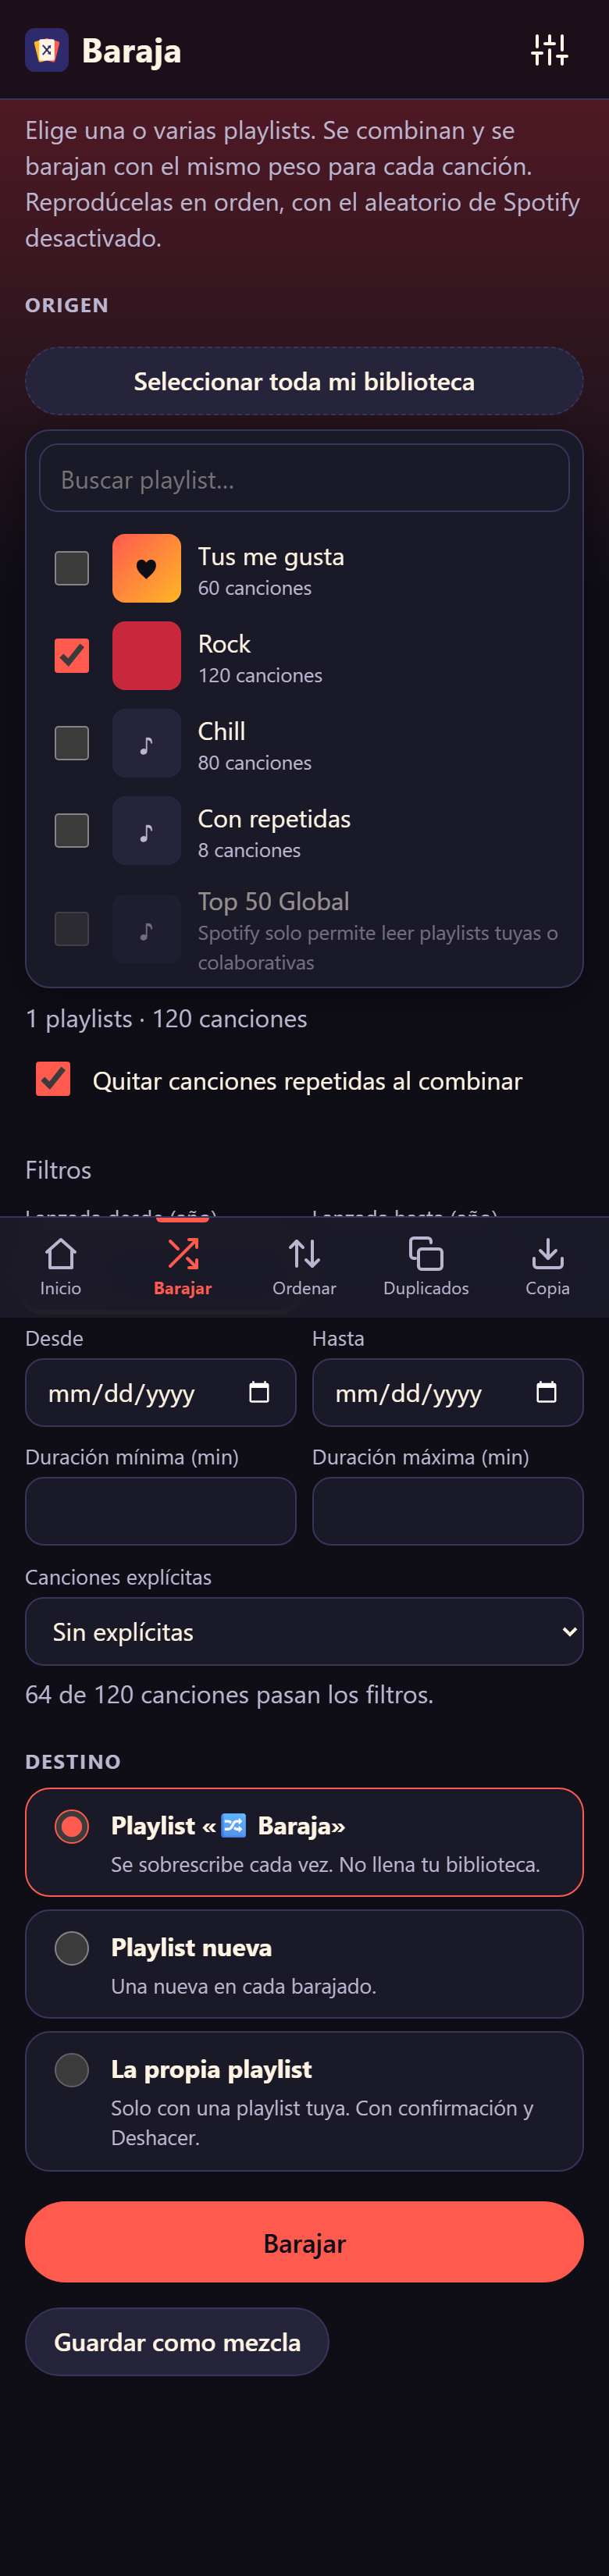 Baraja
Elige una o varias playlists. Se combinan y se
barajan con el mismo peso para cada canción.
Reprodúcelas en orden, con el aleatorio de Spotify
desactivado.
ORIGEN
Seleccionar toda mi biblioteca
Buscar playlist…
Tus me gusta
60 canciones
Rock
120 canciones
Chill
80 canciones
Con repetidas
8 canciones
Top 50 Global
Spotify solo permite leer playlists tuyas o
colaborativas
1 playlists · 120 canciones
Quitar canciones repetidas al combinar
Filtros
Lanzada desde (año) Lanzada hasta (año)
Inicio Barajar Ordenar Duplicados Copia
Desde Hasta
mm/dd/yyyy mm/dd/yyyy
Duración mínima (min) Duración máxima (min)
Canciones explícitas
Sin explícitas
64 de 120 canciones pasan los filtros.
DESTINO
Playlist «🔀 Baraja»
Se sobrescribe cada vez. No llena tu biblioteca.
Playlist nueva
Una nueva en cada barajado.
La propia playlist
Solo con una playlist tuya. Con confirmación y
Deshacer.
Barajar
Guardar como mezcla